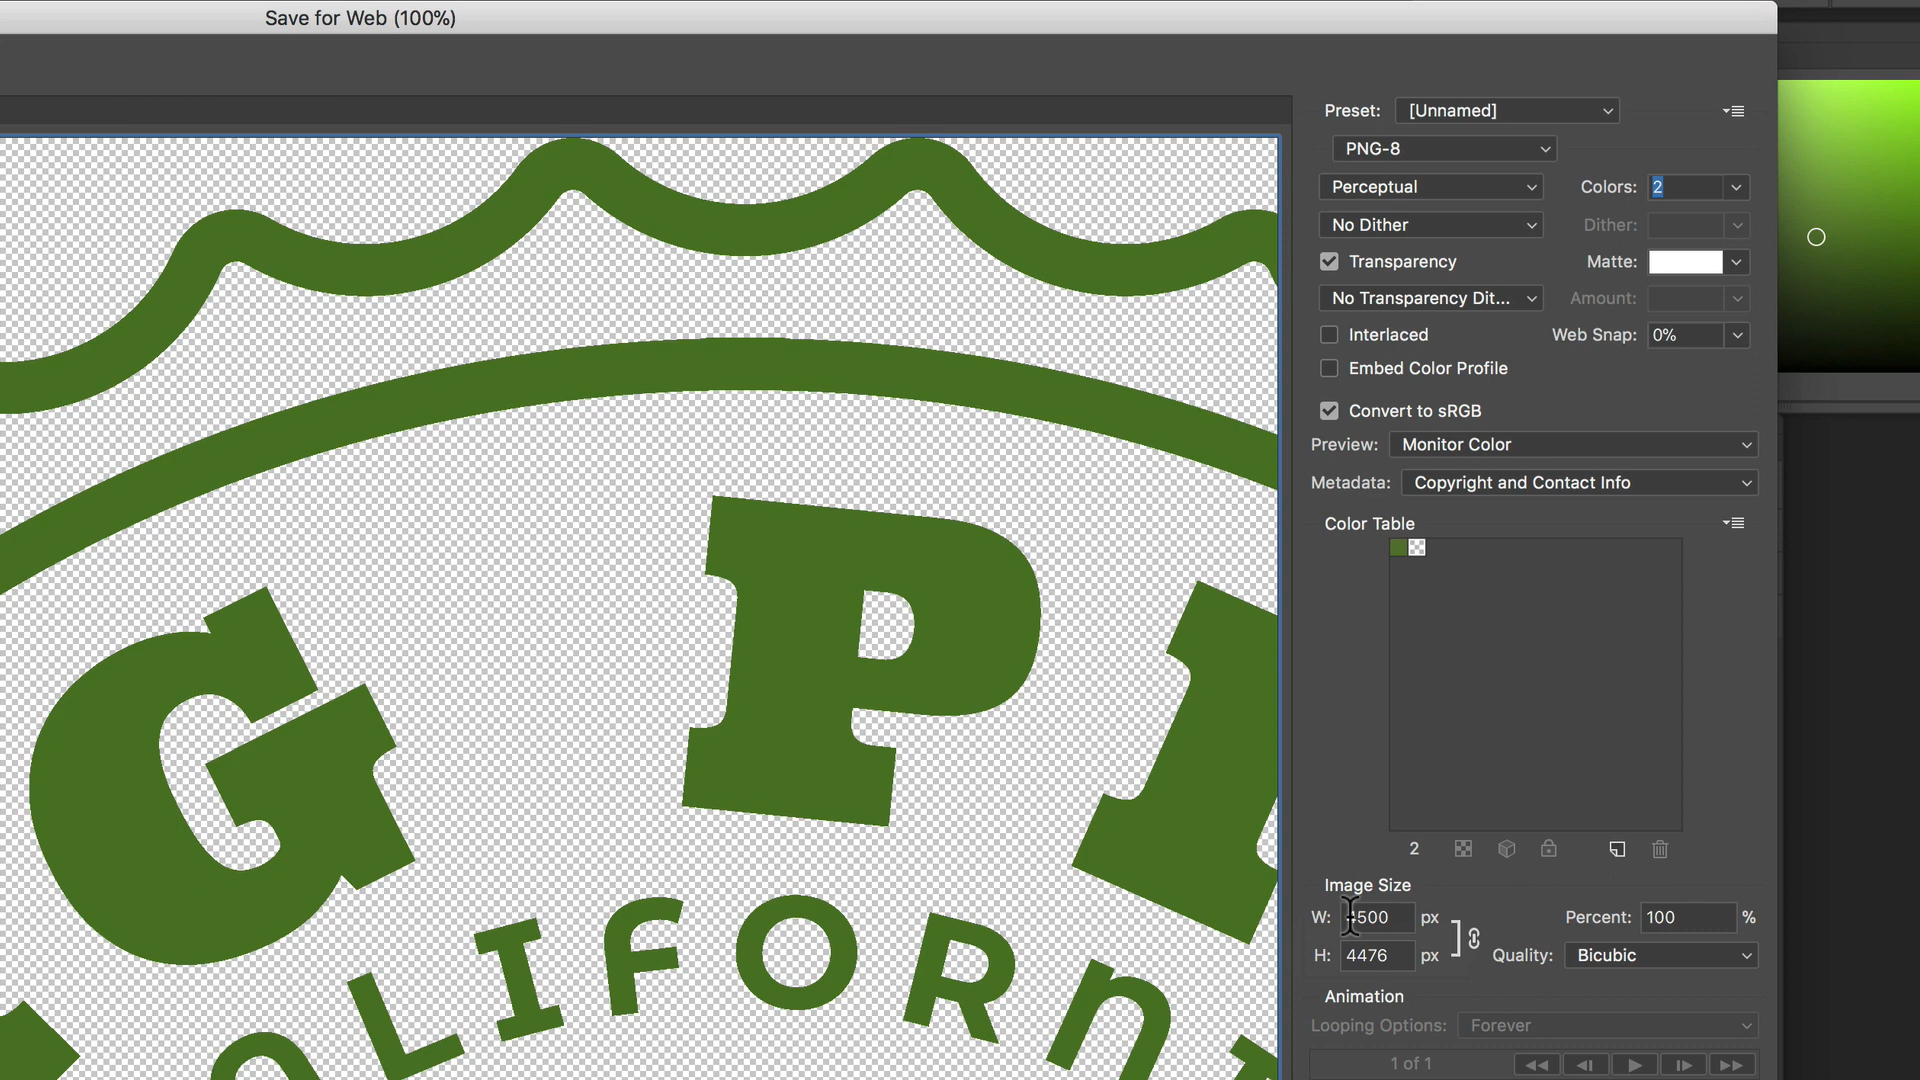 Save for Web (100%)
Preset: [Unnamed]
PNG-8
Perceptual Colors: 2
No Dither Dither:
Transparency Matte:
No Transparency Dit... Amount:
Interlaced Web Snap: 0%
Embed Color Profile
Convert to sRGB
Preview: Monitor Color
Metadata: Copyright and Contact Info
Color Table
G P
LIFORN
2
Image Size
W: 4500 px Percent: 100 %
H: 4476 px Quality: Bicubic
Animation
Looping Options: Forever
1 of 1